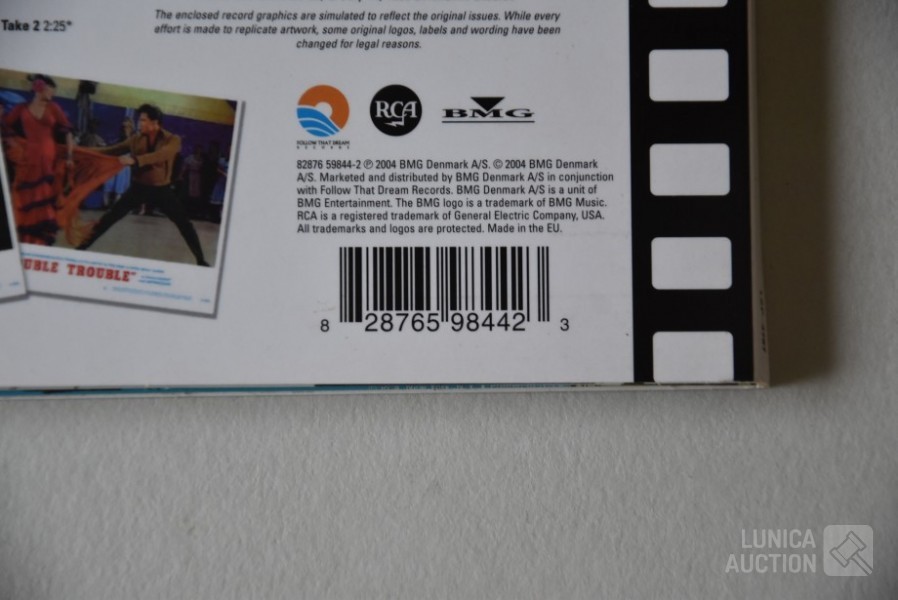 The enclosed record graphics are simulated to reflect the original issues. While every
Take 2 2:25*
effort is made to replicate artwork, some original logos, labels and wording have been
changed for legal reasons.
FOLLOW THAT DREAM
RECORDS
RCA
BMG
82876 59844-2 ℗ 2004 BMG Denmark A/S. © 2004 BMG Denmark
A/S. Marketed and distributed by BMG Denmark A/S in conjunction
with Follow That Dream Records. BMG Denmark A/S is a unit of
BMG Entertainment. The BMG logo is a trademark of BMG Music.
RCA is a registered trademark of General Electric Company, USA.
All trademarks and logos are protected. Made in the EU.
UBLE TROUBLE"
8 28765 98442 3
LUNICA
AUCTION